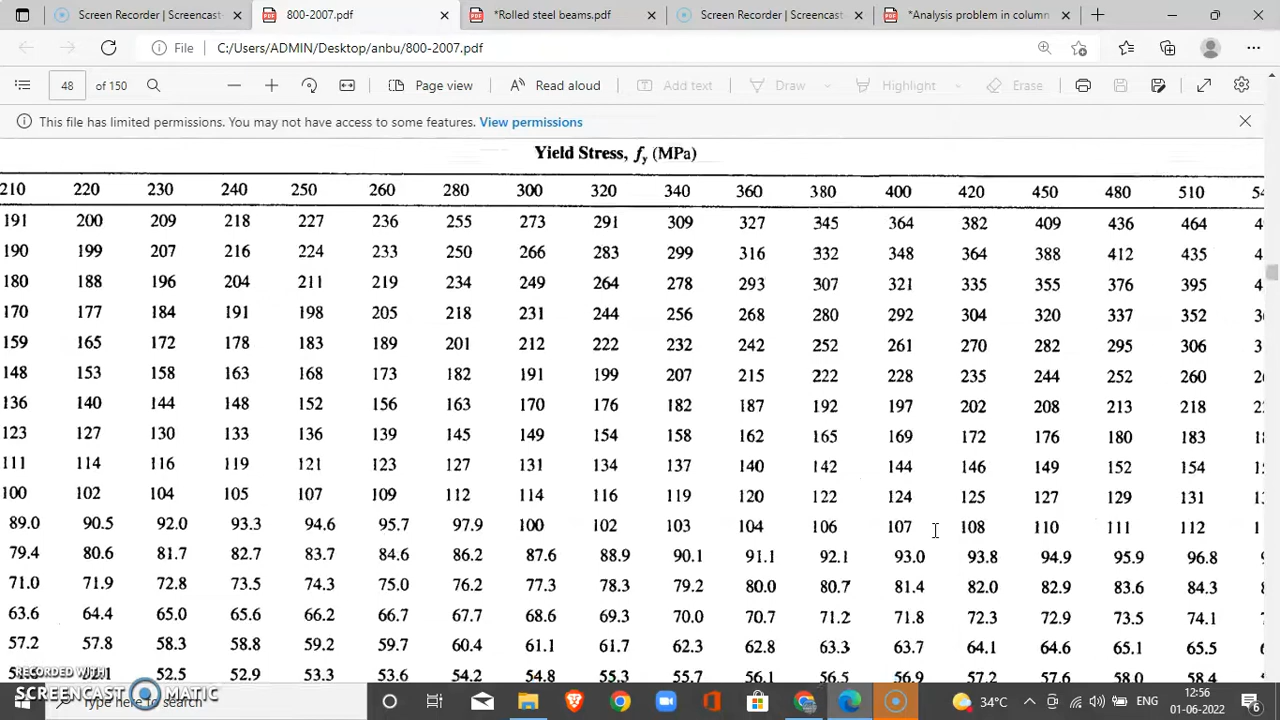 Screen Recorder | Screencast-
800-2007.pdf
*Rolled steel beams.pdf
Screen Recorder | Screencast-
*Analysis problem in column
File
C:/Users/ADMIN/Desktop/anbu/800-2007.pdf
48 of 150
Page view
Read aloud
Add text
Draw
Highlight
Erase
This file has limited permissions. You may not have access to some features. View permissions
Yield Stress, fy (MPa)
210 220 230 240 250 260 280 300 320 340 360 380 400 420 450 480 510
191 200 209 218 227 236 255 273 291 309 327 345 364 382 409 436 464
190 199 207 216 224 233 250 266 283 299 316 332 348 364 388 412 435
180 188 196 204 211 219 234 249 264 278 293 307 321 335 355 376 395
170 177 184 191 198 205 218 231 244 256 268 280 292 304 320 337 352
159 165 172 178 183 189 201 212 222 232 242 252 261 270 282 295 306
148 153 158 163 168 173 182 191 199 207 215 222 228 235 244 252 260
136 140 144 148 152 156 163 170 176 182 187 192 197 202 208 213 218
123 127 130 133 136 139 145 149 154 158 162 165 169 172 176 180 183
111 114 116 119 121 123 127 131 134 137 140 142 144 146 149 152 154
100 102 104 105 107 109 112 114 116 119 120 122 124 125 127 129 131
89.0 90.5 92.0 93.3 94.6 95.7 97.9 100 102 103 104 106 107 108 110 111 112
79.4 80.6 81.7 82.7 83.7 84.6 86.2 87.6 88.9 90.1 91.1 92.1 93.0 93.8 94.9 95.9 96.8
71.0 71.9 72.8 73.5 74.3 75.0 76.2 77.3 78.3 79.2 80.0 80.7 81.4 82.0 82.9 83.6 84.3
63.6 64.4 65.0 65.6 66.2 66.7 67.7 68.6 69.3 70.0 70.7 71.2 71.8 72.3 72.9 73.5 74.1
57.2 57.8 58.3 58.8 59.2 59.7 60.4 61.1 61.7 62.3 62.8 63.3 63.7 64.1 64.6 65.1 65.5
52.5 52.9 53.3 53.6 54.2 54.8 55.3 55.7 56.1 56.5 56.9 57.2 57.6 58.0 58.4
RECORDED WITH
SCREENCAST MATIC
Type here to search
34°C
ENG
12:56
01-06-2022
6